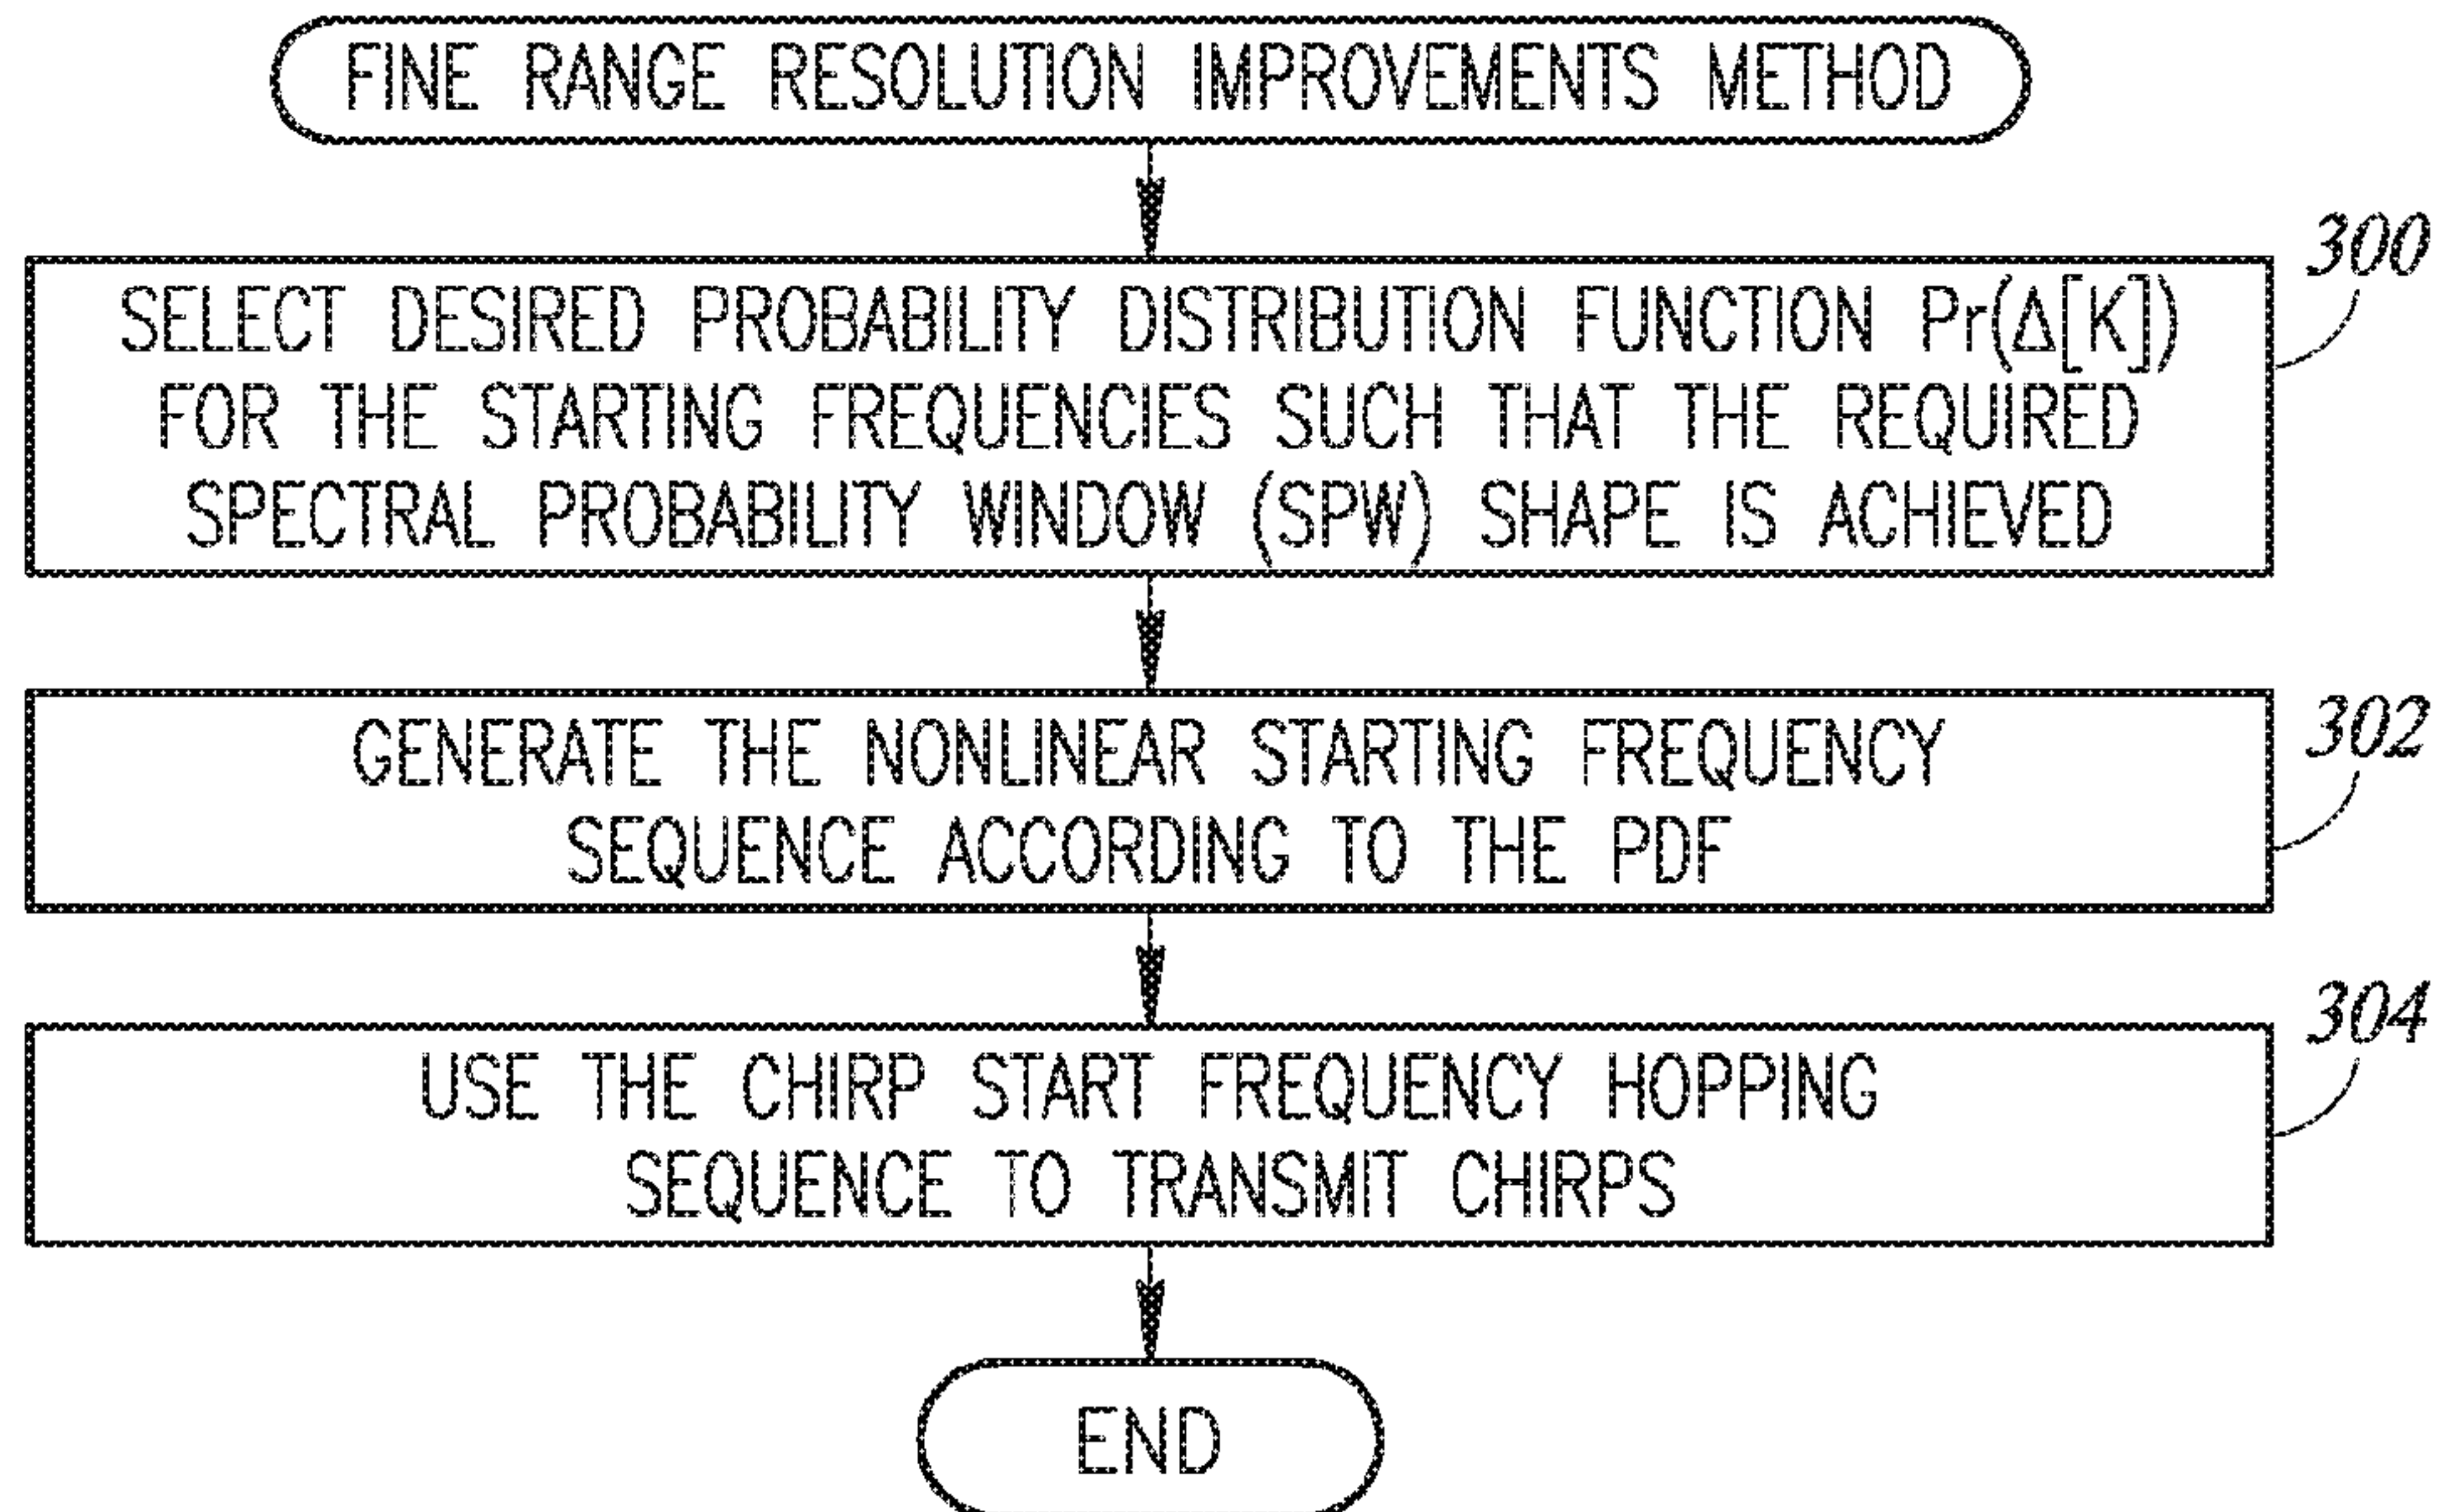 FINE RANGE RESOLUTION IMPROVEMENTS METHOD
300
SELECT DESIRED PROBABILITY DISTRIBUTION FUNCTION Pr(Δ[K])
FOR THE STARTING FREQUENCIES SUCH THAT THE REQUIRED
SPECTRAL PROBABILITY WINDOW (SPW) SHAPE IS ACHIEVED
302
GENERATE THE NONLINEAR STARTING FREQUENCY
SEQUENCE ACCORDING TO THE PDF
304
USE THE CHIRP START FREQUENCY HOPPING
SEQUENCE TO TRANSMIT CHIRPS
END